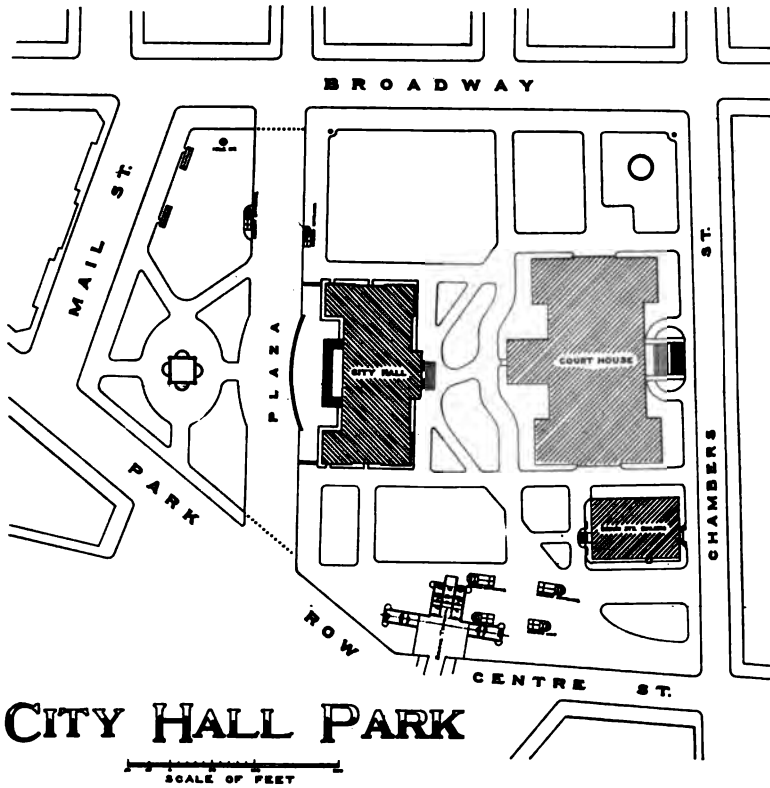 BROADWAY
MAIL ST.
ST.
PLAZA
CITY HALL
COURT HOUSE
CHAMBERS
PARK
ROW
CENTRE ST.
CITY HALL PARK
SCALE OF FEET